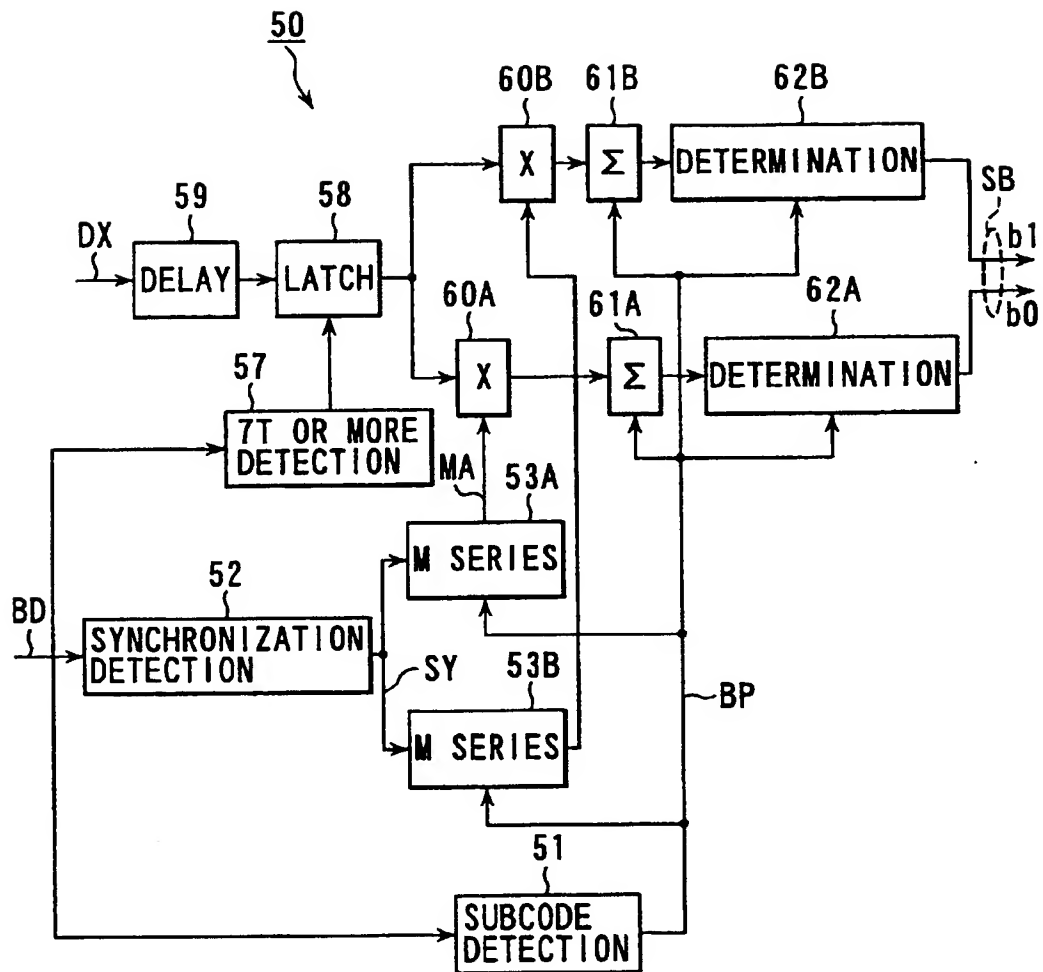 50
60B
61B
62B
X
Σ
DETERMINATION
SB
b1
b0
59
58
DX
DELAY
LATCH
60A
61A
62A
X
Σ
DETERMINATION
57
7T OR MORE
DETECTION
MA
53A
M SERIES
52
BD
SYNCHRONIZATION
DETECTION
SY
53B
M SERIES
BP
51
SUBCODE
DETECTION